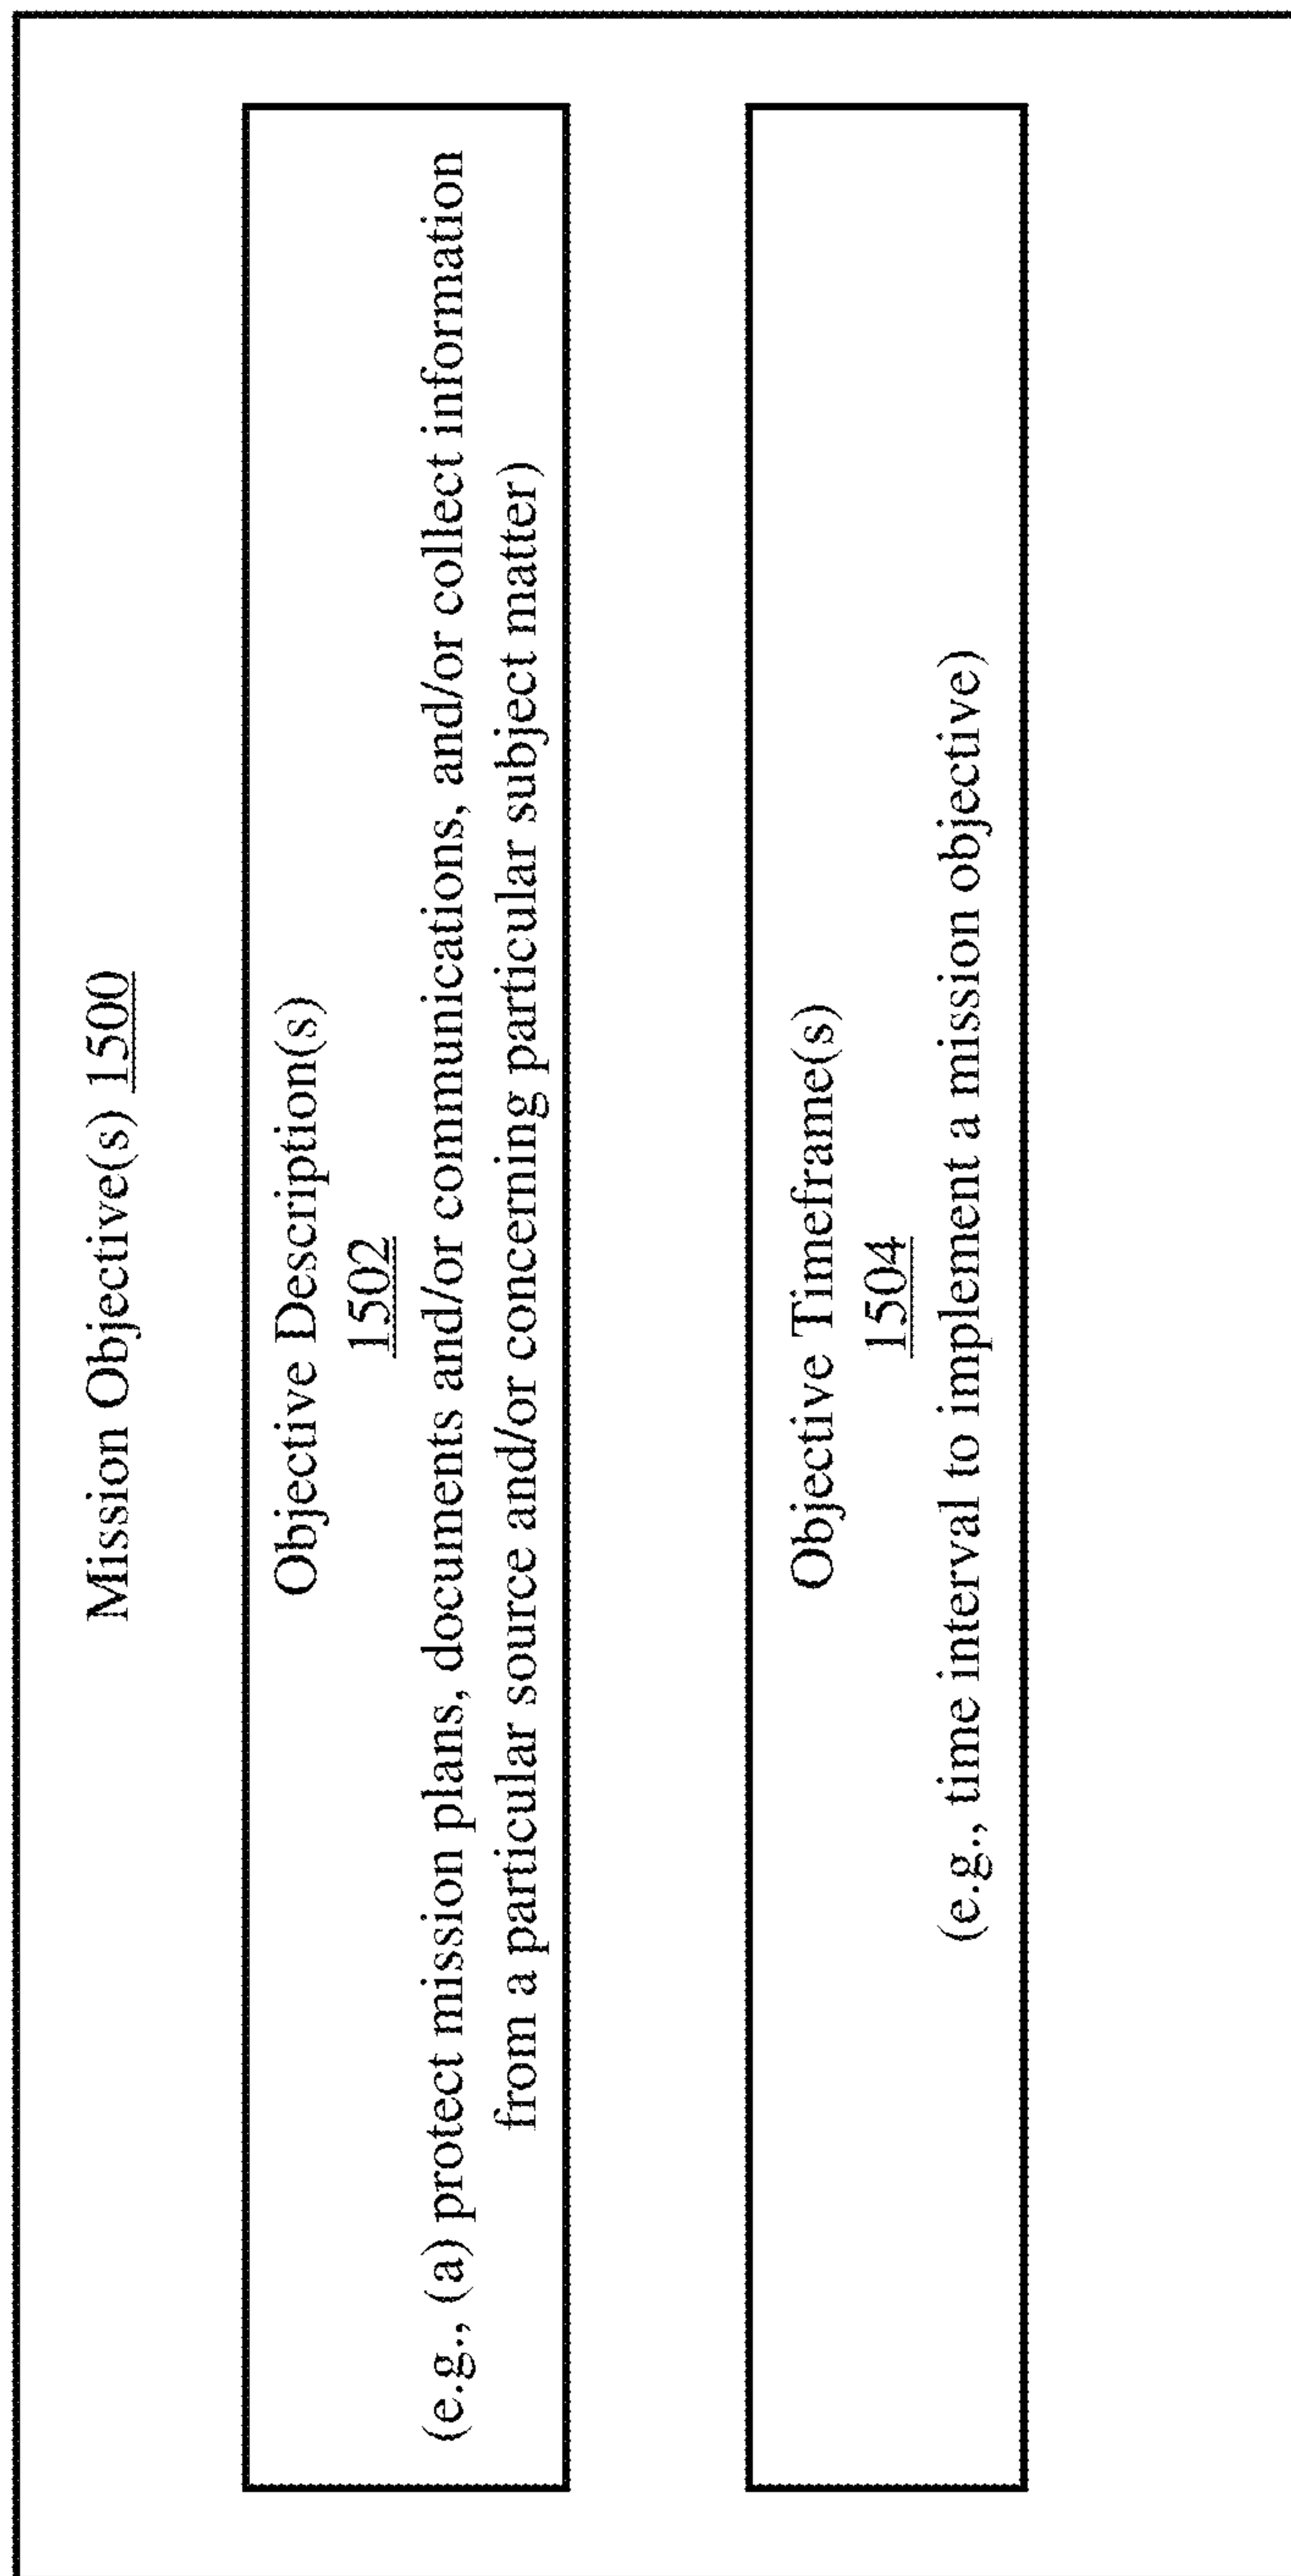 Mission Objective(s) 1500
Objective Description(s)
1502
(e.g., (a) protect mission plans, documents and/or communications, and/or collect information
from a particular source and/or concerning particular subject matter)
Objective Timeframe(s)
1504
(e.g., time interval to implement a mission objective)